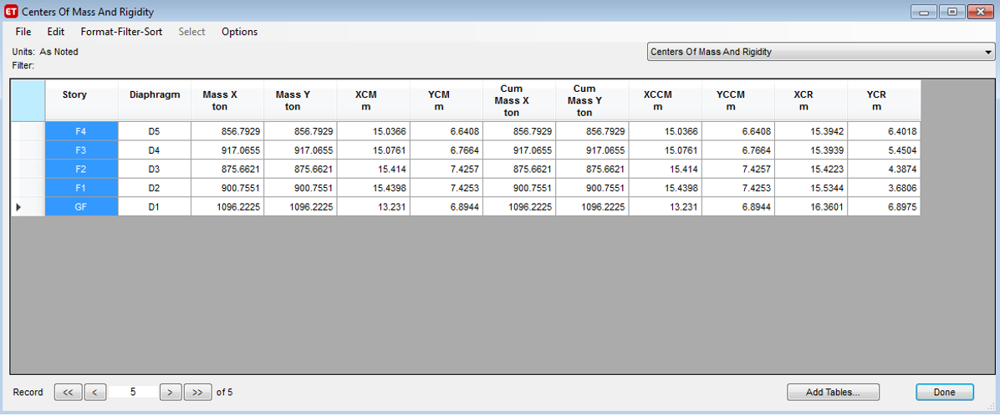 ET Centers Of Mass And Rigidity
File Edit Format-Filter-Sort Select Options
Units: As Noted
Centers Of Mass And Rigidity
Filter:
Story Diaphragm Mass X ton Mass Y ton XCM m YCM m Cum Mass X ton Cum Mass Y ton XCCM m YCCM m XCR m YCR m
F4 D5 856.7929 856.7929 15.0366 6.6408 856.7929 856.7929 15.0366 6.6408 15.3942 6.4018
F3 D4 917.0655 917.0655 15.0761 6.7664 917.0655 917.0655 15.0761 6.7664 15.3939 5.4504
F2 D3 875.6621 875.6621 15.414 7.4257 875.6621 875.6621 15.414 7.4257 15.4223 4.3874
F1 D2 900.7551 900.7551 15.4398 7.4253 900.7551 900.7551 15.4398 7.4253 15.5344 3.6806
GF D1 1096.2225 1096.2225 13.231 6.8944 1096.2225 1096.2225 13.231 6.8944 16.3601 6.8975
Record << < 5 > >> of 5 Add Tables... Done